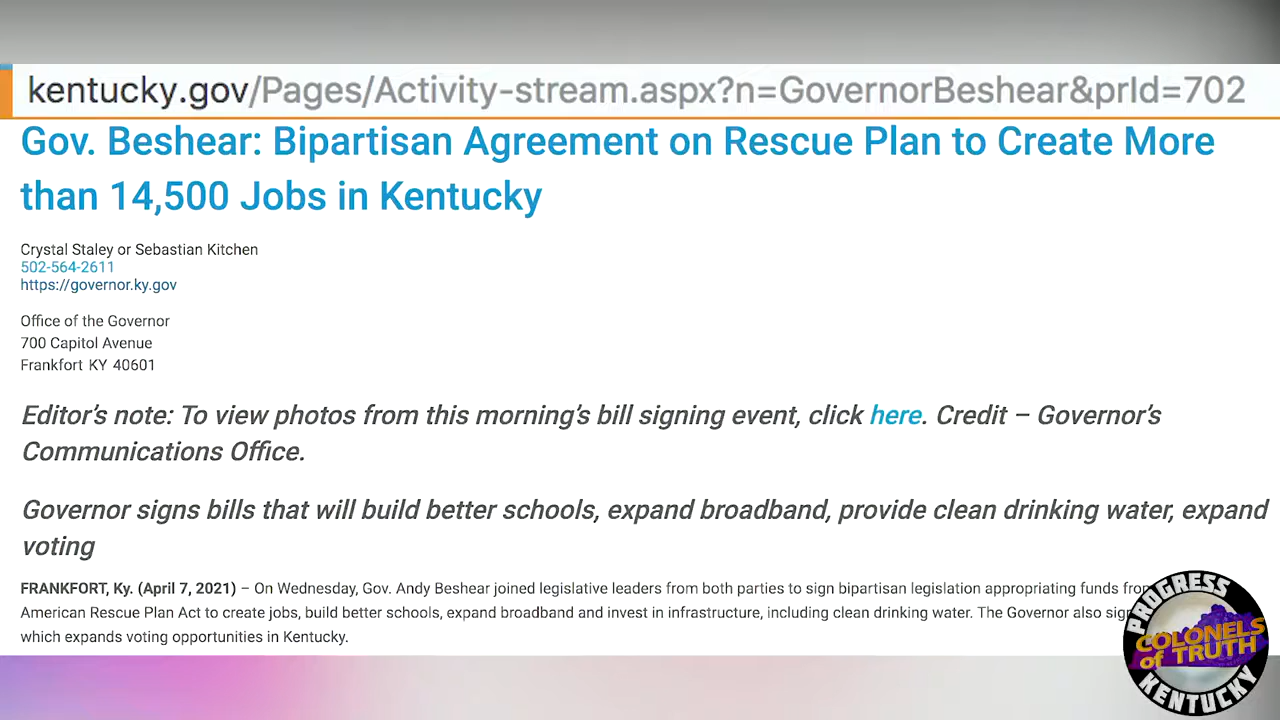 kentucky.gov/Pages/Activity-stream.aspx?n=GovernorBeshear&prId=702
Gov. Beshear: Bipartisan Agreement on Rescue Plan to Create More
than 14,500 Jobs in Kentucky
Crystal Staley or Sebastian Kitchen
502-564-2611
https://governor.ky.gov
Office of the Governor
700 Capitol Avenue
Frankfort KY 40601
Editor's note: To view photos from this morning's bill signing event, click here. Credit – Governor's
Communications Office.
Governor signs bills that will build better schools, expand broadband, provide clean drinking water, expand
voting
FRANKFORT, Ky. (April 7, 2021) – On Wednesday, Gov. Andy Beshear joined legislative leaders from both parties to sign bipartisan legislation appropriating funds
American Rescue Plan Act to create jobs, build better schools, expand broadband and invest in infrastructure, including clean drinking water. The Governor also
which expands voting opportunities in Kentucky.
PROGRESS
COLONELS
of TRUTH
KENTUCKY